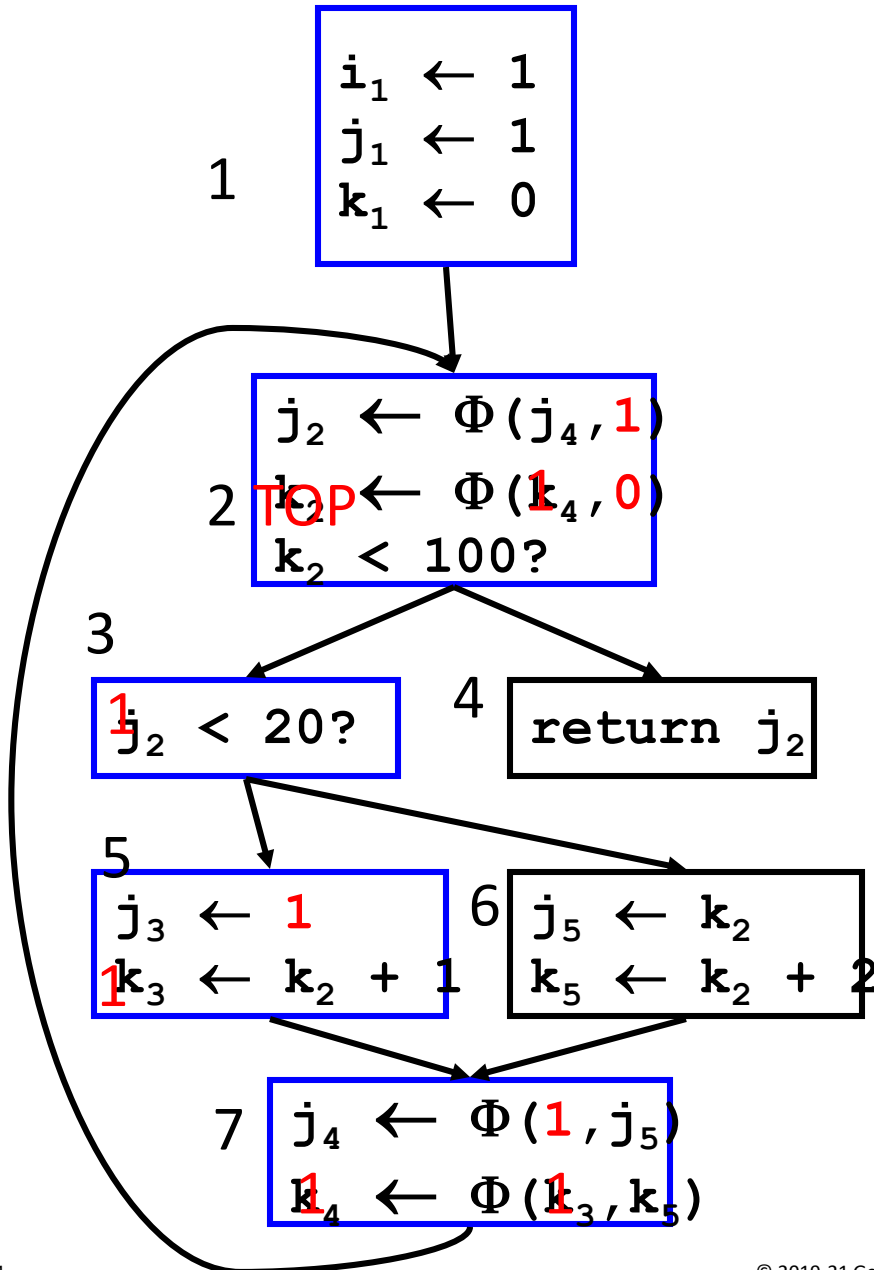 i₁ ← 1
j₁ ← 1
1
k₁ ← 0
j₂ ← Φ(j₄,1)
2 TOP k₂ ← Φ(k₄,0) 1
k₂ < 100?
3
4
1 j₂ < 20?
return j₂
5
6
j₃ ← 1
j₅ ← k₂
1 k₃ ← k₂ + 1
k₅ ← k₂ + 2
7
j₄ ← Φ(1,j₅)
1 k₄ ← Φ(k₃,k₅) 1